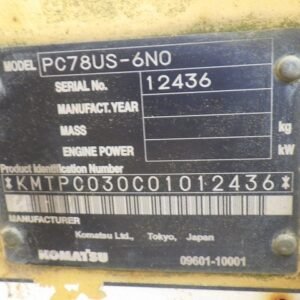 MODEL PC78US-6N0
SERIAL No. 12436
MANUFACT.YEAR
MASS kg
ENGINE POWER kW
Product Identification Number
*KMTPC030C01012436*
MANUFACTURER
Komatsu Ltd., Tokyo, Japan
KOMATSU 09601-10001